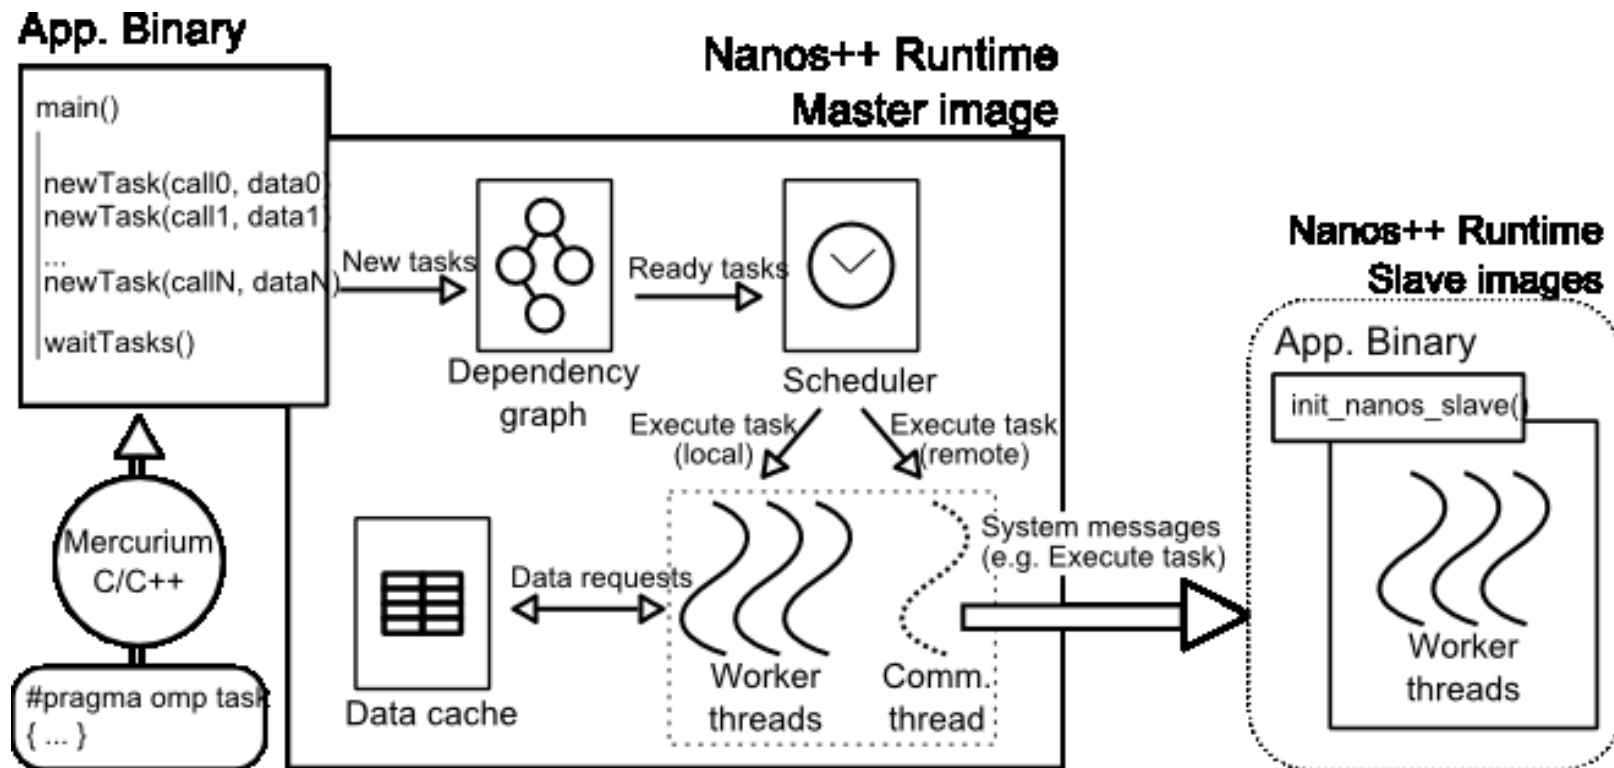 App. Binary
main()
newTask(call0, data0)
newTask(call1, data1)
...
newTask(callN, dataN)
waitTasks()
Mercurium
C/C++
#pragma omp task
{ ... }
Nanos++ Runtime
Master image
New tasks
Dependency
graph
Ready tasks
Scheduler
Execute task
(local)
Execute task
(remote)
Data cache
Data requests
Worker
threads
Comm.
thread
System messages
(e.g. Execute task)
Nanos++ Runtime
Slave images
App. Binary
init_nanos_slave()
Worker
threads